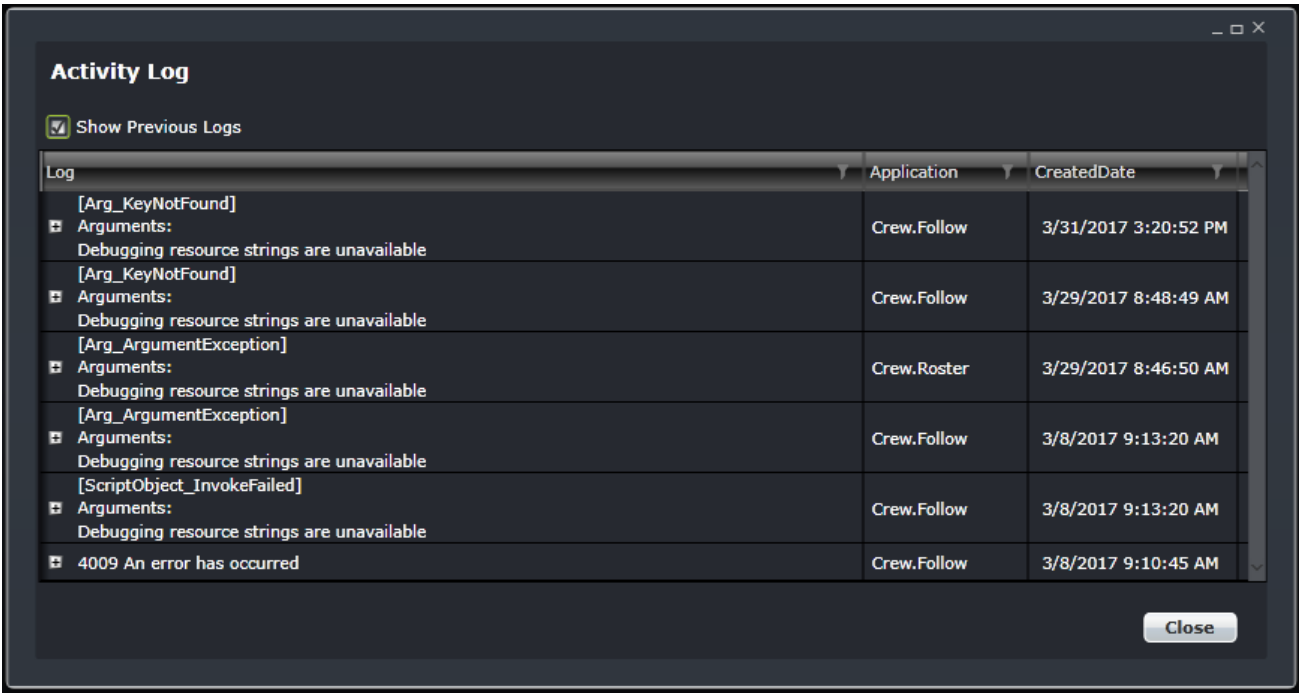 Activity Log
Show Previous Logs
Log Application CreatedDate
[Arg_KeyNotFound]
Arguments:
Debugging resource strings are unavailable
Crew.Follow 3/31/2017 3:20:52 PM
[Arg_KeyNotFound]
Arguments:
Debugging resource strings are unavailable
Crew.Follow 3/29/2017 8:48:49 AM
[Arg_ArgumentException]
Arguments:
Debugging resource strings are unavailable
Crew.Roster 3/29/2017 8:46:50 AM
[Arg_ArgumentException]
Arguments:
Debugging resource strings are unavailable
Crew.Follow 3/8/2017 9:13:20 AM
[ScriptObject_InvokeFailed]
Arguments:
Debugging resource strings are unavailable
Crew.Follow 3/8/2017 9:13:20 AM
4009 An error has occurred Crew.Follow 3/8/2017 9:10:45 AM
Close